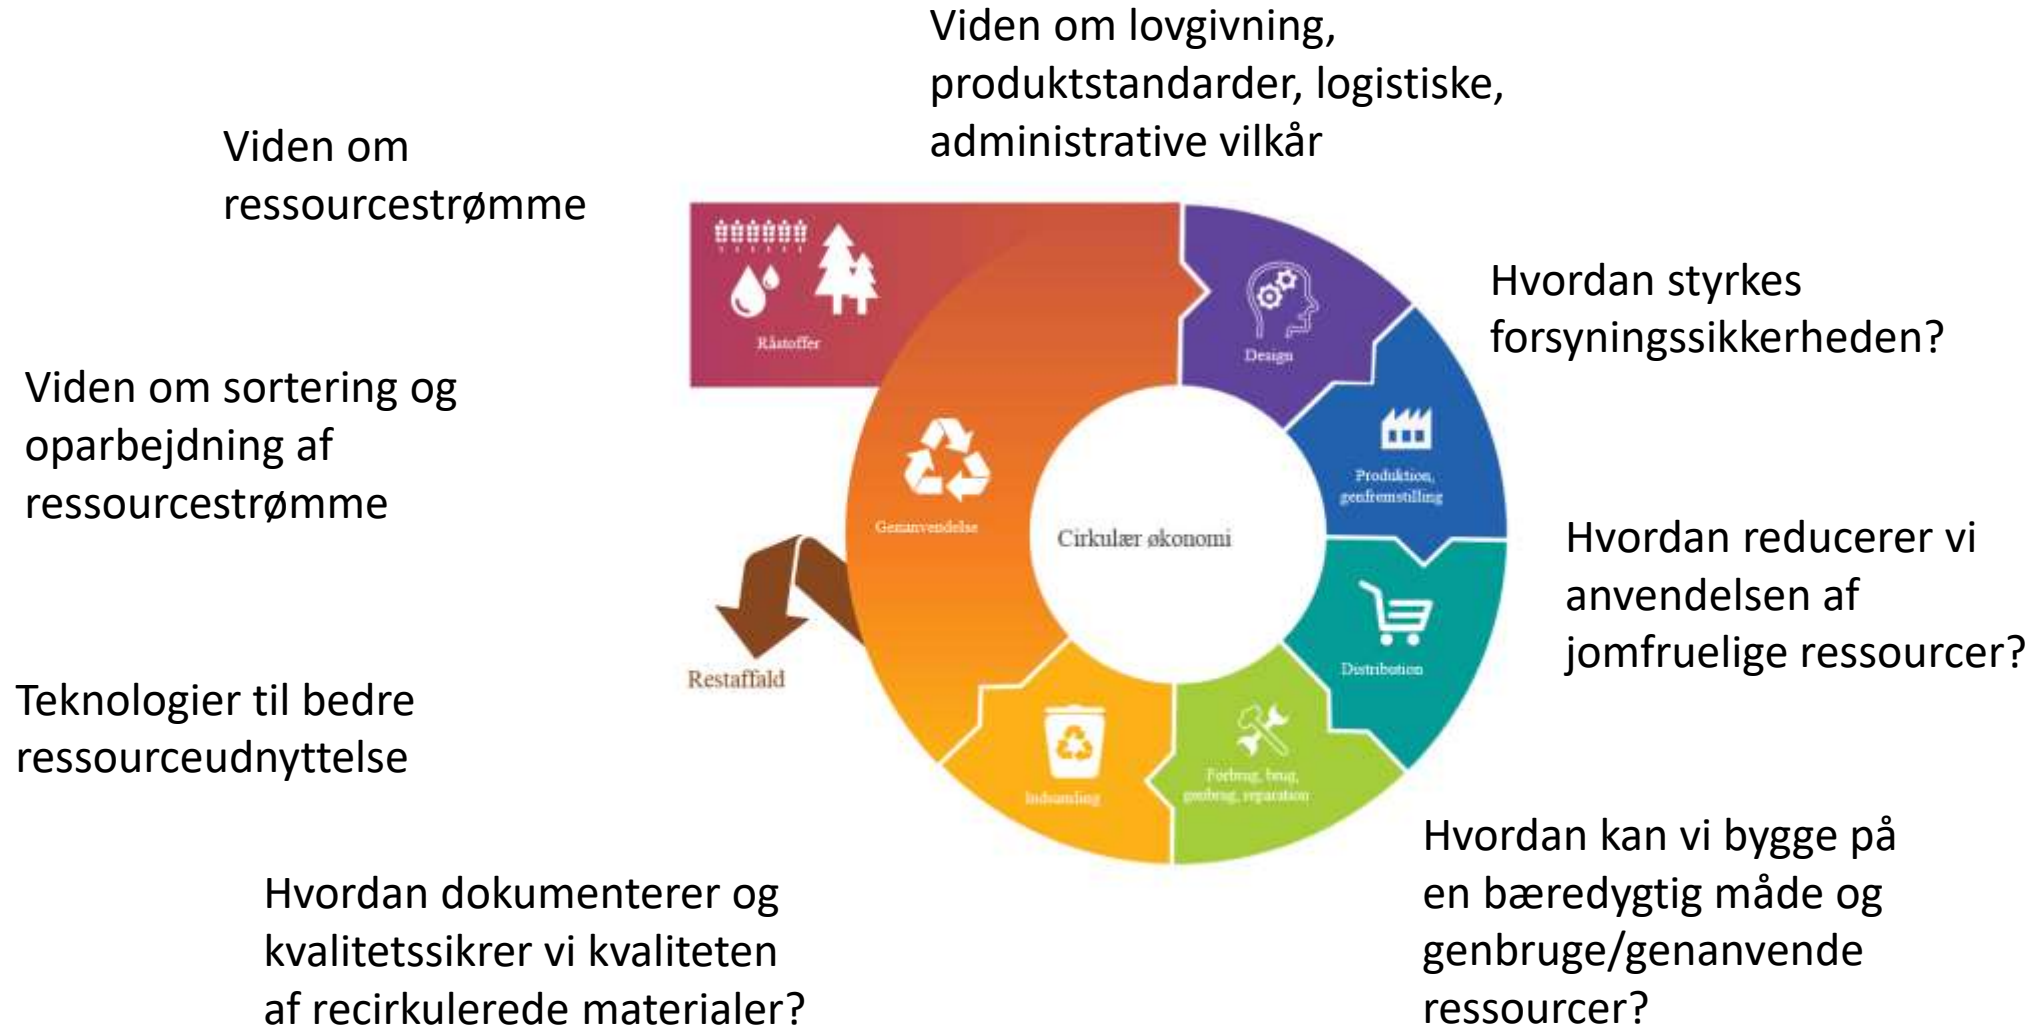 Viden om lovgivning,
produktstandarder, logistiske,
administrative vilkår
Viden om
ressourcestrømme
Hvordan styrkes
forsyningssikkerheden?
Viden om sortering og
oparbejdning af
ressourcestrømme
Hvordan reducerer vi
anvendelsen af
jomfruelige ressourcer?
Teknologier til bedre
ressourceudnyttelse
Hvordan kan vi bygge på
en bæredygtig måde og
genbruge/genanvende
ressourcer?
Hvordan dokumenterer og
kvalitetssikrer vi kvaliteten
af recirkulerede materialer?
Råstoffer
Design
Produktion,
genfremstilling
Distribution
Forbrug, brug,
genbrug, reparation
Indsamling
Genanvendelse
Restaffald
Cirkulær økonomi